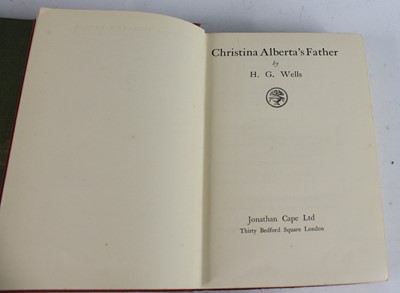 Christina Alberta's Father
by
H. G. Wells
Jonathan Cape Ltd
Thirty Bedford Square London